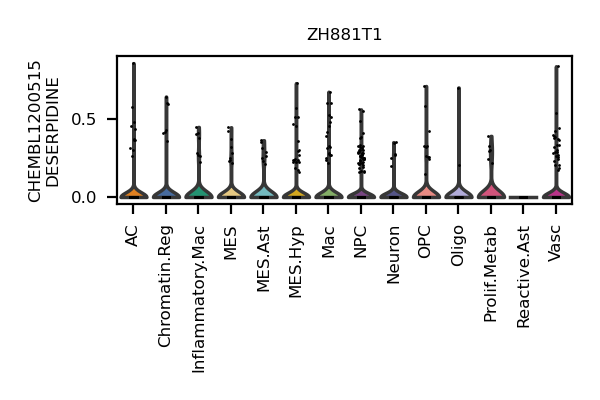 ZH881T1
CHEMBL1200515
DESERPIDINE
0.5
0.0
AC
Chromatin.Reg
Inflammatory.Mac
MES
MES.Ast
MES.Hyp
Mac
NPC
Neuron
OPC
Oligo
Prolif.Metab
Reactive.Ast
Vasc